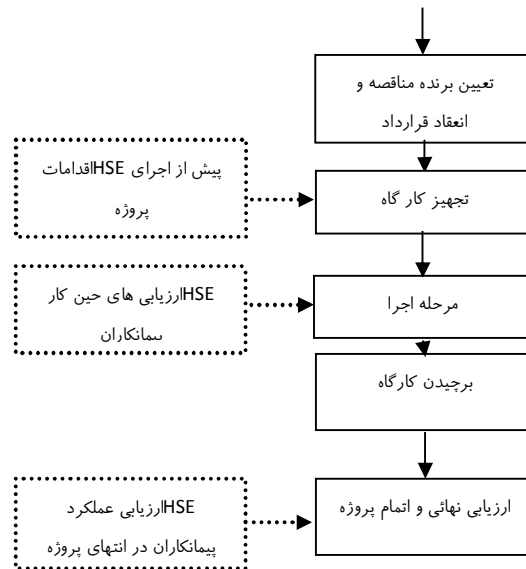 تعیین برنده مناقصه و
انعقاد قرارداد
پیش از اجرای HSEاقدامات
پروژه
تجهیز کار گاه
HSEارزیابی های حین کار
پیمانکاران
مرحله اجرا
برچیدن کارگاه
HSEارزیابی عملکرد
پیمانکاران در انتهای پروژه
ارزیابی نهائی و اتمام پروژه